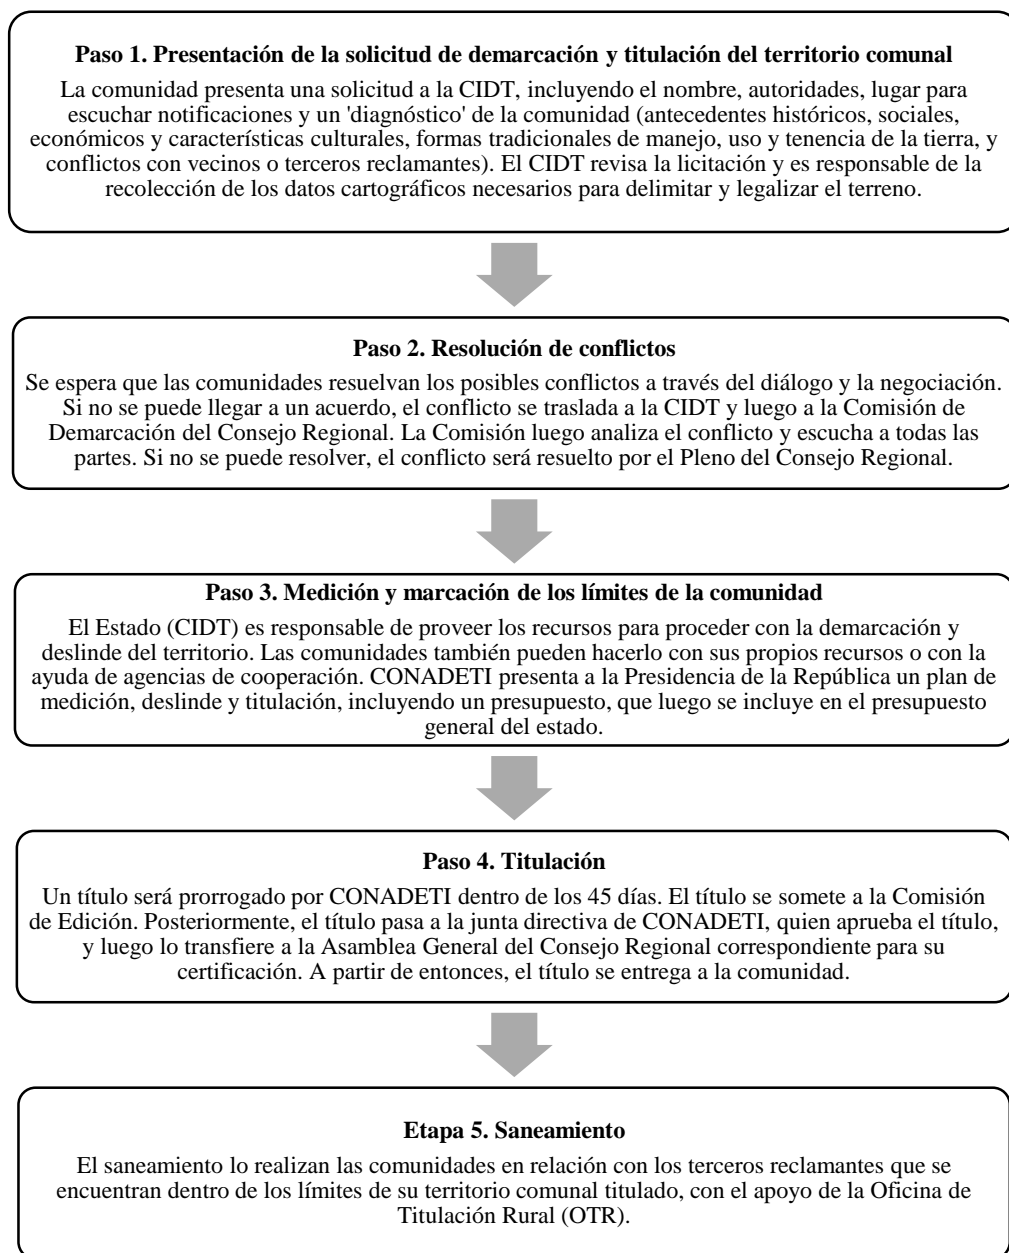 Paso 1. Presentación de la solicitud de demarcación y titulación del territorio comunal
La comunidad presenta una solicitud a la CIDT, incluyendo el nombre, autoridades, lugar para
escuchar notificaciones y un 'diagnóstico' de la comunidad (antecedentes históricos, sociales,
económicos y características culturales, formas tradicionales de manejo, uso y tenencia de la tierra, y
conflictos con vecinos o terceros reclamantes). El CIDT revisa la licitación y es responsable de la
recolección de los datos cartográficos necesarios para delimitar y legalizar el terreno.
Paso 2. Resolución de conflictos
Se espera que las comunidades resuelvan los posibles conflictos a través del diálogo y la negociación.
Si no se puede llegar a un acuerdo, el conflicto se traslada a la CIDT y luego a la Comisión de
Demarcación del Consejo Regional. La Comisión luego analiza el conflicto y escucha a todas las
partes. Si no se puede resolver, el conflicto será resuelto por el Pleno del Consejo Regional.
Paso 3. Medición y marcación de los límites de la comunidad
El Estado (CIDT) es responsable de proveer los recursos para proceder con la demarcación y
deslinde del territorio. Las comunidades también pueden hacerlo con sus propios recursos o con la
ayuda de agencias de cooperación. CONADETI presenta a la Presidencia de la República un plan de
medición, deslinde y titulación, incluyendo un presupuesto, que luego se incluye en el presupuesto
general del estado.
Paso 4. Titulación
Un título será prorrogado por CONADETI dentro de los 45 días. El título se somete a la Comisión
de Edición. Posteriormente, el título pasa a la junta directiva de CONADETI, quien aprueba el título,
y luego lo transfiere a la Asamblea General del Consejo Regional correspondiente para su
certificación. A partir de entonces, el título se entrega a la comunidad.
Etapa 5. Saneamiento
El saneamiento lo realizan las comunidades en relación con los terceros reclamantes que se
encuentran dentro de los límites de su territorio comunal titulado, con el apoyo de la Oficina de
Titulación Rural (OTR).